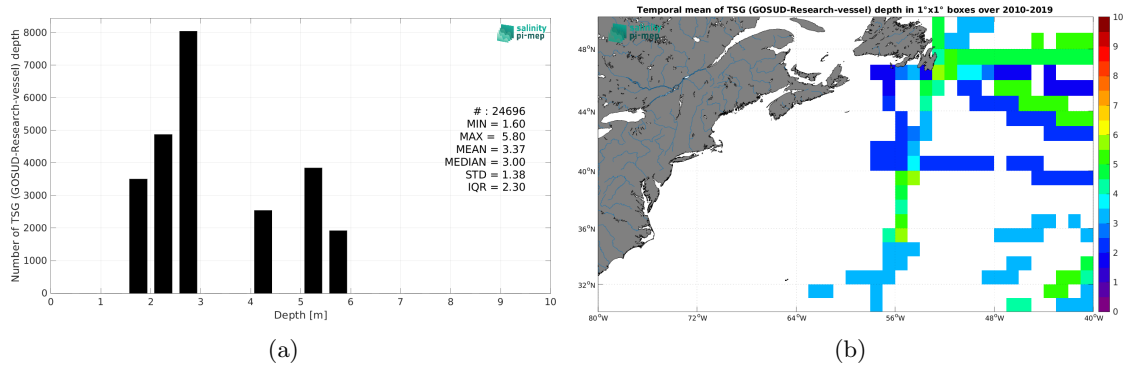 8000
7000
6000
5000
4000
3000
2000
1000
0
Number of TSG (GOSUD-Research-vessel) depth
0 1 2 3 4 5 6 7 8 9 10
Depth [m]
salinity
pi-mep
# : 24696
MIN = 1.60
MAX = 5.80
MEAN = 3.37
MEDIAN = 3.00
STD = 1.38
IQR = 2.30
(a)
Temporal mean of TSG (GOSUD-Research-vessel) depth in 1°x1° boxes over 2010-2019
salinity
pi-mep
48°N
44°N
40°N
36°N
32°N
80°W 72°W 64°W 56°W 48°W 40°W
10
9
8
7
6
5
4
3
2
1
0
(b)